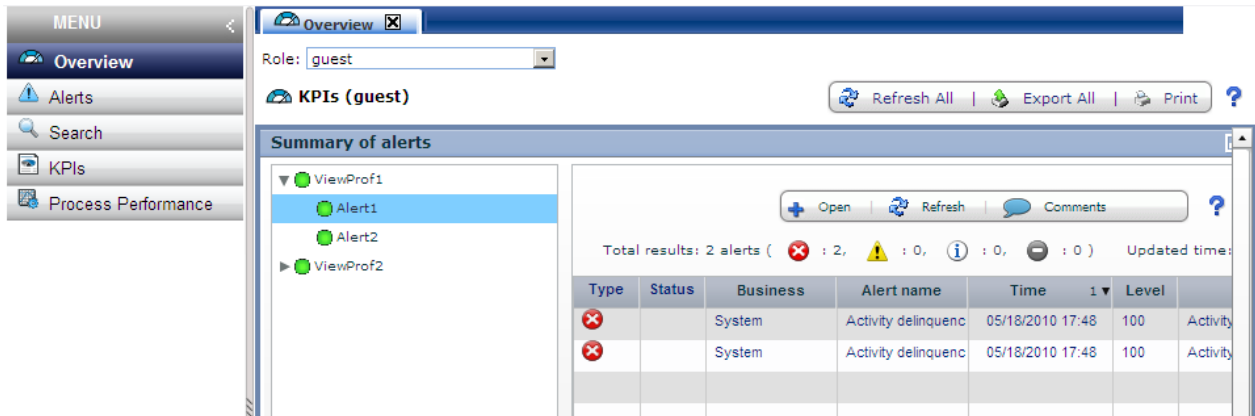 MENU <
Overview
Alerts
Search
KPIs
Process Performance
Overview
Role: guest
KPIs (guest)
Refresh All | Export All | Print ?
Summary of alerts
ViewProf1
Alert1
Alert2
ViewProf2
Open | Refresh | Comments ?
Total results: 2 alerts ( : 2, : 0, : 0, : 0 ) Updated time:
Type Status Business Alert name Time 1 Level
System Activity delinquenc 05/18/2010 17:48 100 Activity
System Activity delinquenc 05/18/2010 17:48 100 Activity